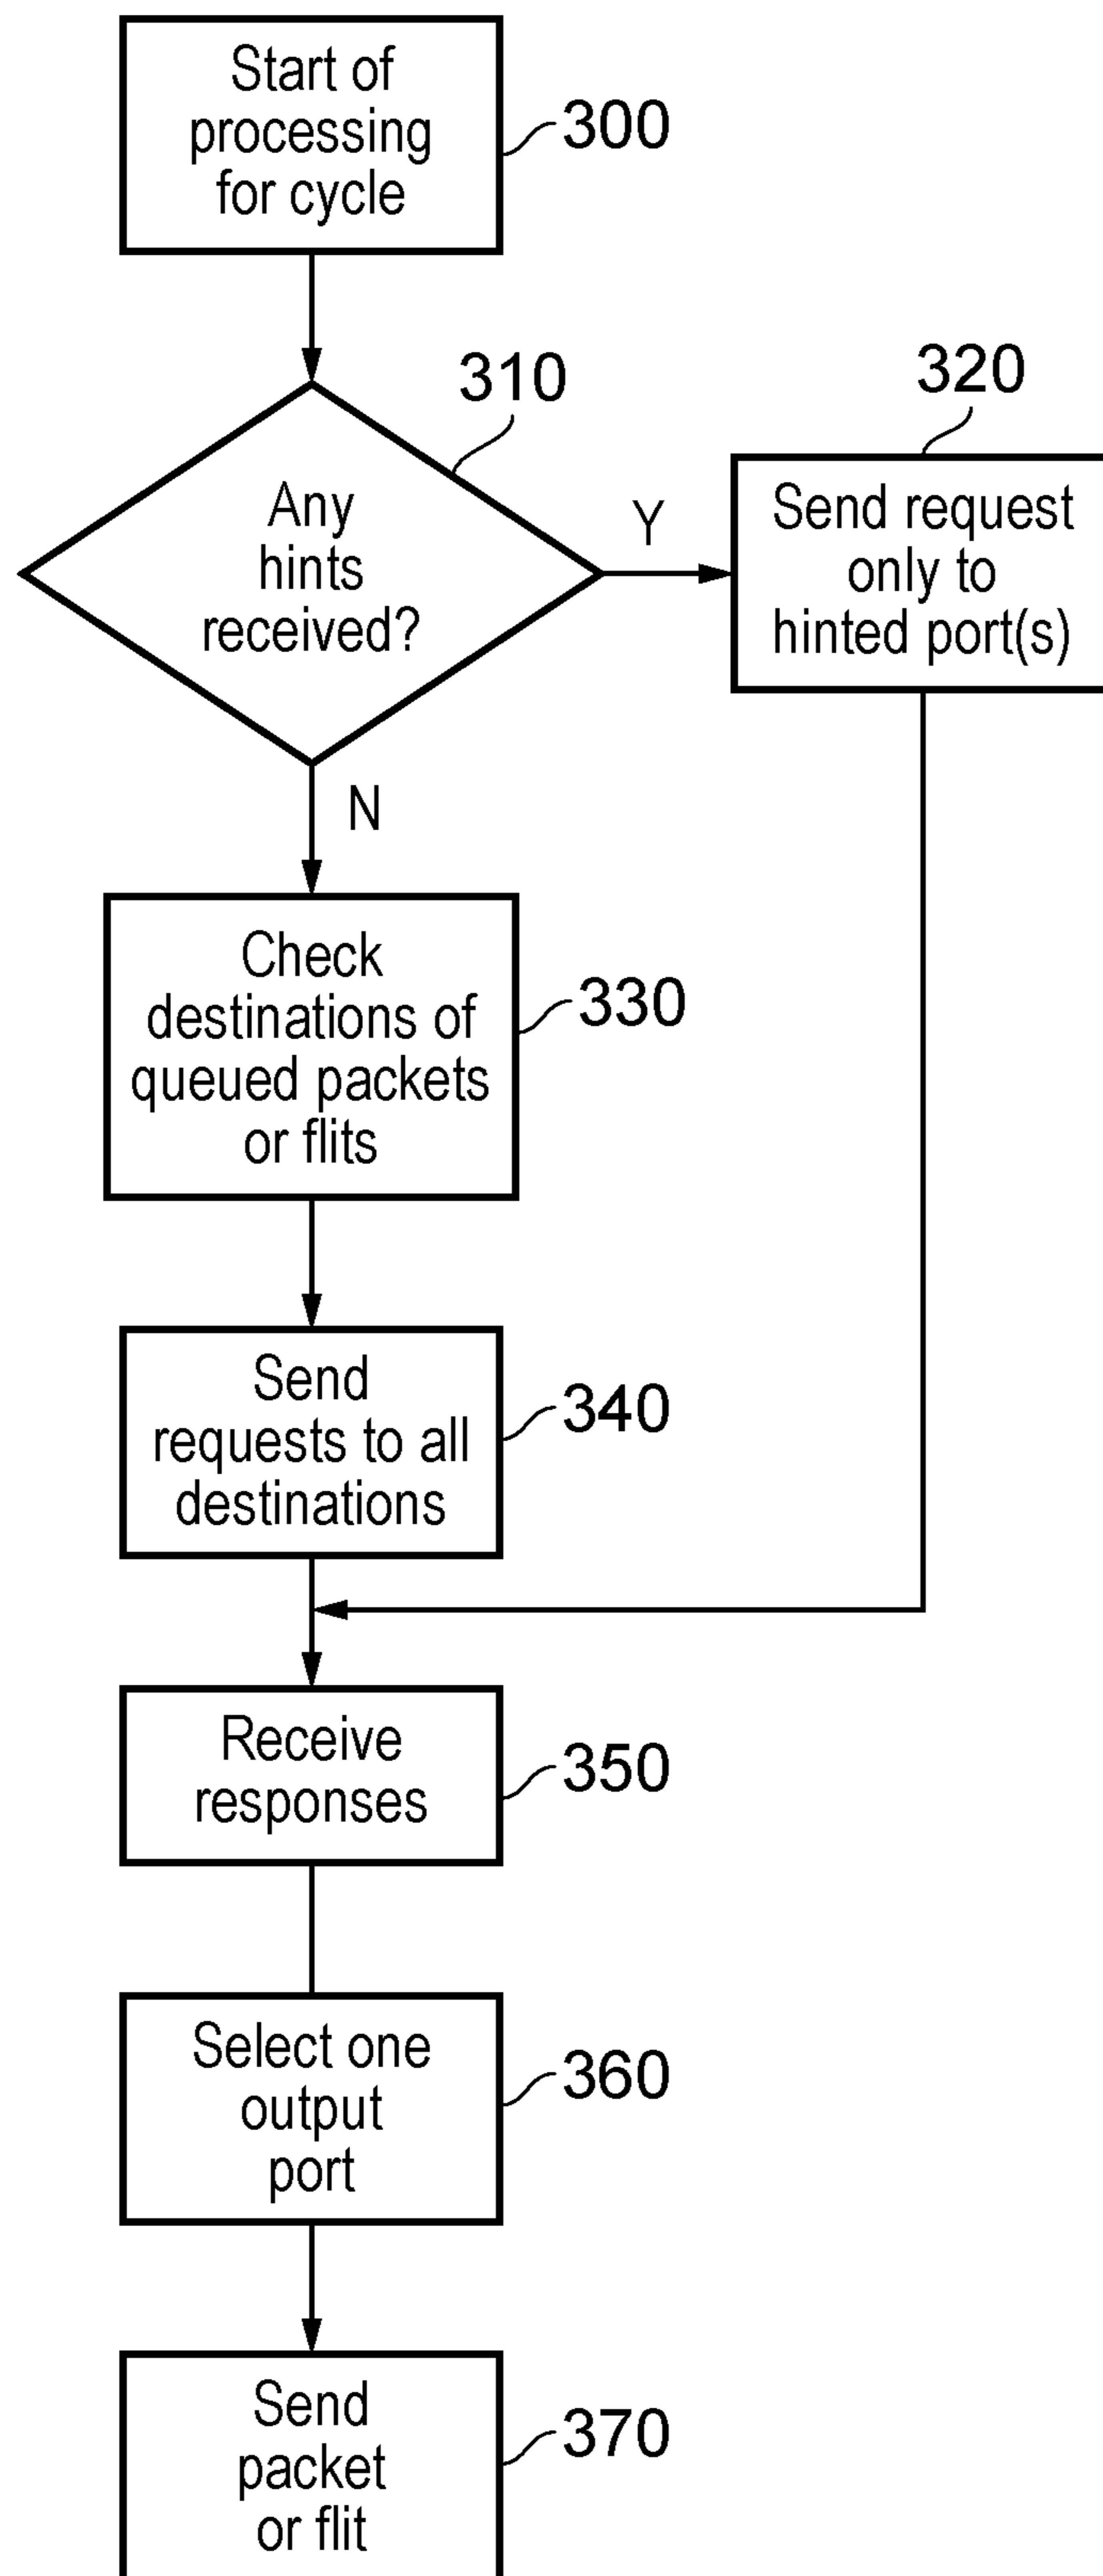 Start of
processing
for cycle
300
310
Any
hints
received?
Y
320
Send request
only to
hinted port(s)
N
Check
destinations of
queued packets
or flits
330
Send
requests to all
destinations
340
Receive
responses
350
Select one
output
port
360
Send
packet
or flit
370